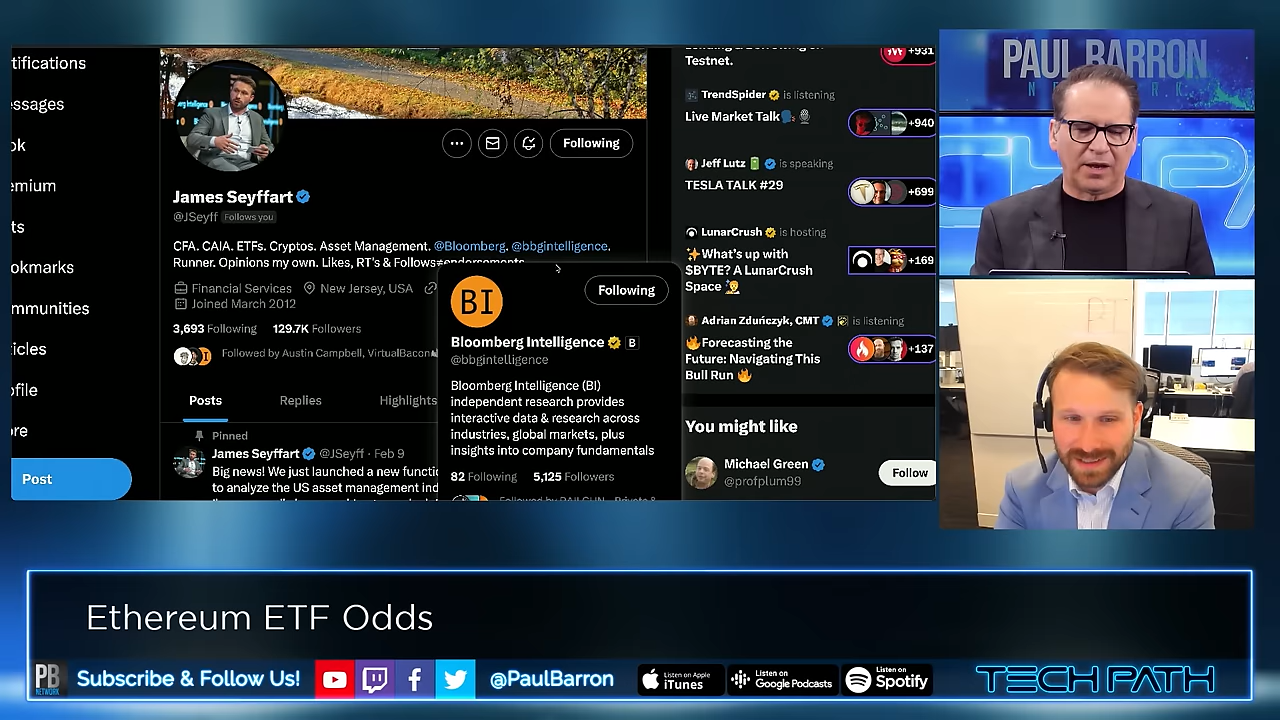 tifications
essages
ok
emium
ts
okmarks
mmunities
icles
ofile
ore
Post
Following
James Seyffart
@JSeyff Follows you
CFA. CAIA. ETFs. Cryptos. Asset Management. @Bloomberg. @bbgintelligence.
Runner. Opinions my own. Likes, RT's & Follows≠endorsements
Financial Services New Jersey, USA
Joined March 2012
3,693 Following 129.7K Followers
Followed by Austin Campbell, VirtualBacon
Posts Replies Highlights
Pinned
James Seyffart @JSeyff · Feb 9
Big news! We just launched a new functio
to analyze the US asset management ind
BI
Following
Bloomberg Intelligence B
@bbgintelligence
Bloomberg Intelligence (BI)
independent research provides
interactive data & research across
industries, global markets, plus
insights into company fundamentals
82 Following 5,125 Followers
Testnet.
+931
TrendSpider is listening
Live Market Talk
+940
Jeff Lutz is speaking
TESLA TALK #29
+699
LunarCrush is hosting
What's up with
$BYTE? A LunarCrush
Space
+169
Adrian Zduńczyk, CMT is listening
Forecasting the
Future: Navigating This
Bull Run
+137
You might like
Michael Green
@profplum99
Follow
PAUL BARRON
NETWORK
Ethereum ETF Odds
PB
NETWORK
Subscribe & Follow Us!
@PaulBarron
Listen on Apple
iTunes
Listen on
Google Podcasts
Listen on
Spotify
TECH PATH